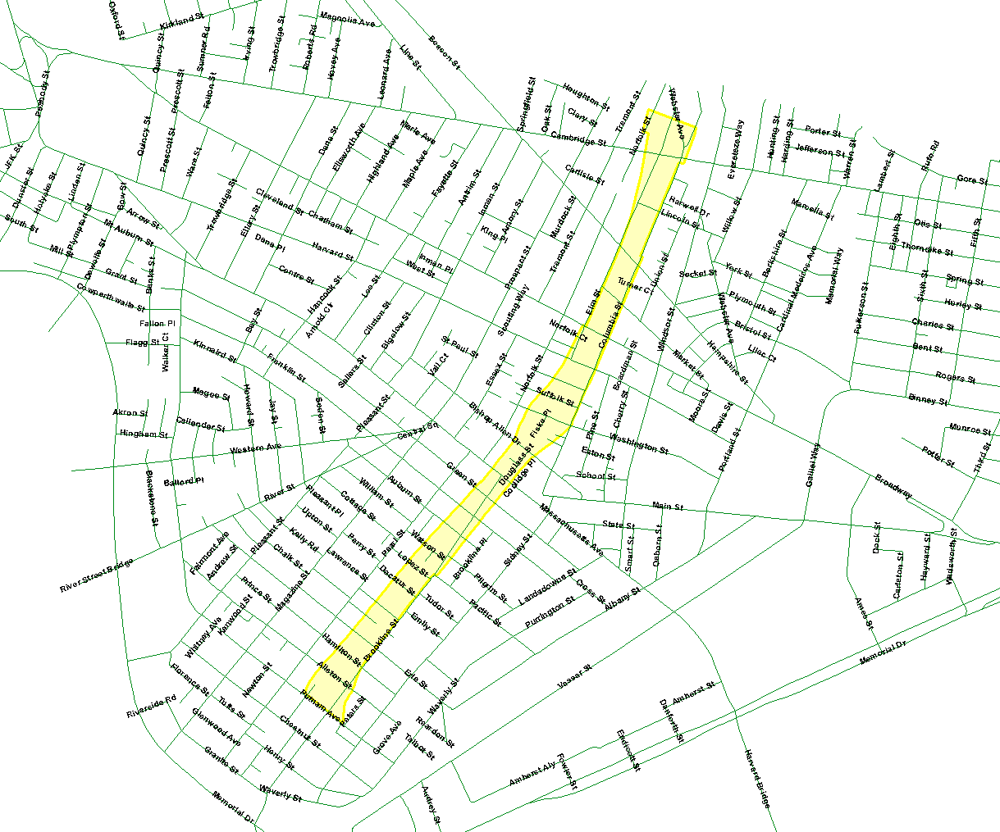 Oxford St
Kirkland St
Magnolia Ave
Beacon St
Line St
Quincy St
Sumner Rd
Irving St
Trowbridge St
Roberts Rd
Hovey Ave
Leonard Ave
Peabody St
Prescott St
Felton St
Springfield St
Oak St
Houghton St
Clary St
Tremont St
Norfolk St
Webster Ave
Cambridge St
Evereteze Way
Hunting St
Harding St
Porter St
Jefferson St
Warren St
Lambert St
Rufo Rd
Gore St
JFK St
Dunster St
Holyoke St
Linden St
Quincy St
Prescott St
Ware St
Dana St
Ellsworth Ave
Highland Ave
Merle Ave
Maple Ave
Fayette St
Antrim St
Inman St
Amory St
Carlisle St
Murdock St
Bow St
Arrow St
Mt Auburn St
South St
Mill St
Plympton St
Dewolfe St
Grant St
Banks St
Trowbridge St
Cleveland St
Ellery St
Chatham St
Harvard St
Dana Pl
Centre St
King Pl
Inman Pl
West St
Prospect St
Tremont St
Harwell Dr
Lincoln St
Willow St
Marcella St
Otis St
Eighth St
Thorndike St
Fifth St
Berkshire St
Cardinal Medeiros Ave
Memorial Way
Fulkerson St
Sixth St
Spring St
Hurley St
Charles St
Bent St
Rogers St
Binney St
Cowperthwaite St
Fallon Pl
Flagg St
Walker Ct
Kinnaird St
Bay St
Franklin St
Hancock St
Arnold Ct
Lee St
Clinton St
Bigelow St
Sellers St
St Paul St
Vail Ct
Scouting Way
Essex St
Norfolk St
Norfolk Ct
Elm St
Columbia St
Turner Ct
Union St
Windsor St
Secket St
York St
Plymouth St
Webster Ave
Bristol St
Lilac Ct
Hampshire St
Market St
Boardman St
Moore St
Davis St
Portland St
Magee St
Akron St
Hingham St
Callender St
Howard St
Jay St
Soden St
Pleasant St
Central Sq
Western Ave
Bishop Allen Dr
Suffolk St
Fiske Pl
Pine St
Cherry St
Washington St
Eaton St
School St
Main St
State St
Smart St
Osborn St
Galilei Way
Broadway
Potter St
Munroe St
Third St
Blackstone St
Ballord Pl
River St
River Street Bridge
Green St
Douglass St
Coolidge Pl
Massachusetts Ave
Pleasant Pl
Cottage St
William St
Auburn St
Upton St
Kelly Rd
Perry St
Lawrence St
Pearl St
Watson St
Lopez St
Decatur St
Brookline Pl
Sidney St
Pilgrim St
Pacific St
Landsdowne St
Cross St
Purrington St
Albany St
Fairmont Ave
Andrew St
Pleasant St
Chalk St
Magazine St
Prince St
Kenwood St
Whitney Ave
Tudor St
Emily St
Brookline St
Hamilton St
Allston St
Putnam Ave
Peters St
Erie St
Waverly St
Vassar St
Dock St
Carleton St
Hayward St
Wadsworth St
Ames St
Memorial Dr
Florence St
Riverside Rd
Tufts St
Glenwood Ave
Newton St
Chestnut St
Granite St
Henry St
Waverly St
Memorial Dr
Grove Ave
Reardon St
Talbot St
Audrey St
Amherst Aly
Fowler St
Endicott St
Danforth St
Amherst St
Harvard Bridge